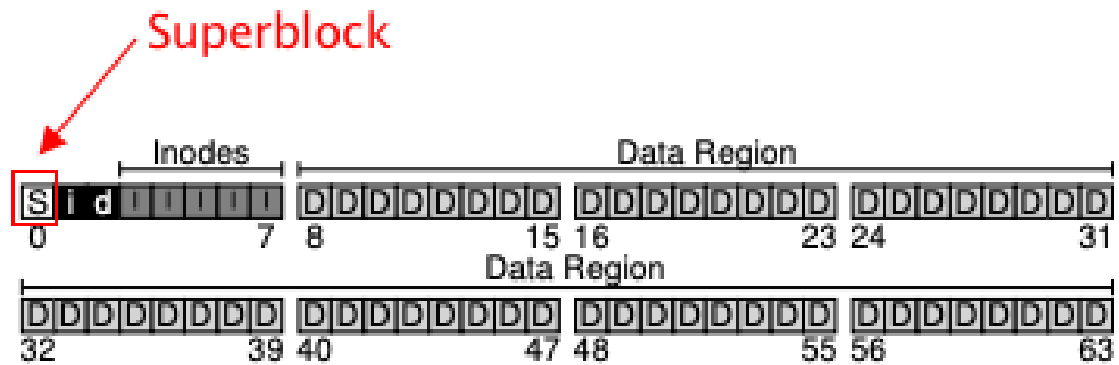 Superblock
Inodes Data Region
S i d I I I I I D D D D D D D D D D D D D D D D D D D D D D D D
0 7 8 15 16 23 24 31
Data Region
D D D D D D D D D D D D D D D D D D D D D D D D D D D D D D D D
32 39 40 47 48 55 56 63